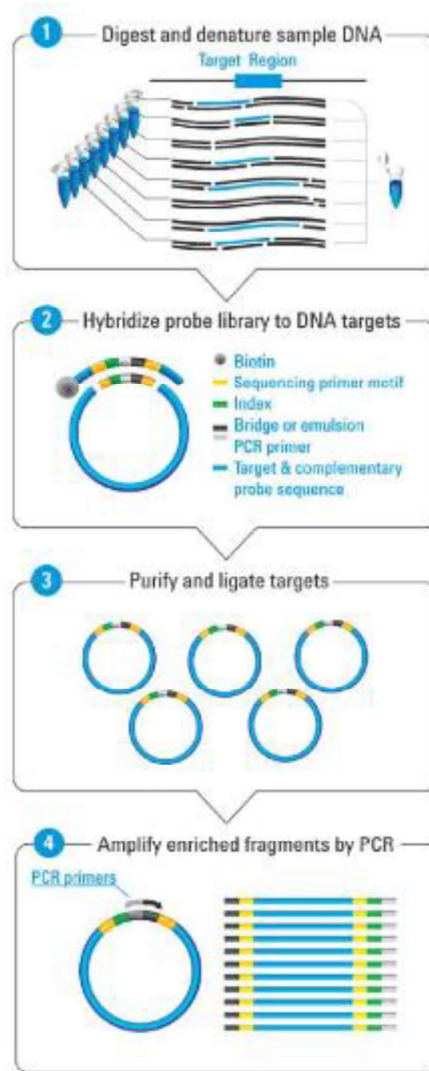 1 Digest and denature sample DNA
Target Region
2 Hybridize probe library to DNA targets
Biotin
Sequencing primer motif
Index
Bridge or emulsion
PCR primer
Target & complementary
probe sequence
3 Purify and ligate targets
4 Amplify enriched fragments by PCR
PCR primers